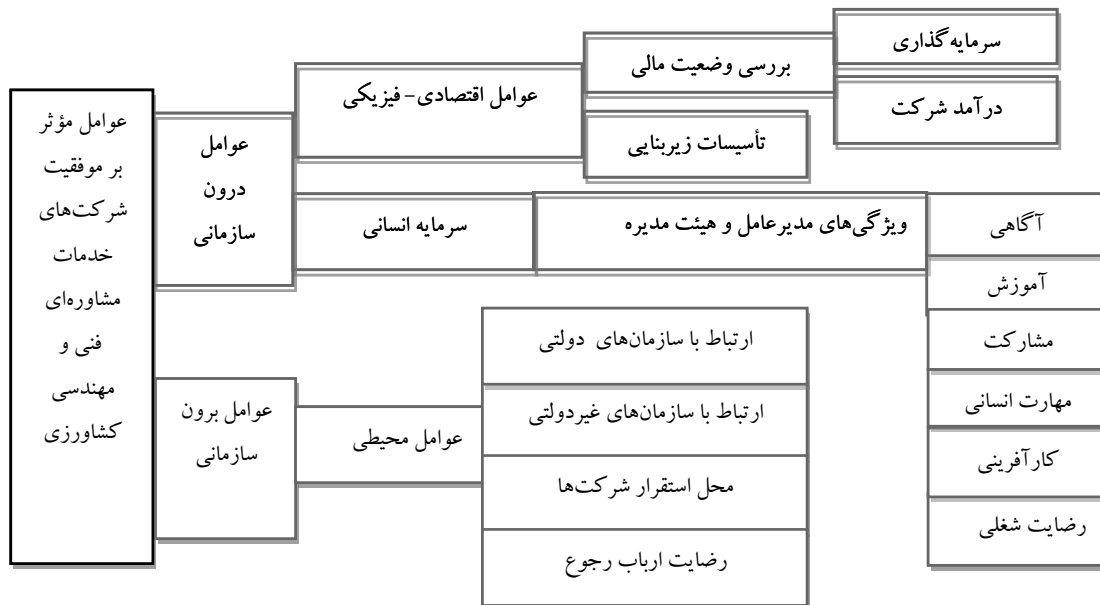 عوامل مؤثر
بر موفقیت
شرکت‌های
خدمات
مشاوره‌ای
فنی و
مهندسی
کشاورزی
عوامل
درون
سازمانی
عوامل اقتصادی- فیزیکی
بررسی وضعیت مالی
سرمایه‌گذاری
درآمد شرکت
تأسیسات زیربنایی
سرمایه انسانی
ویژگی‌های مدیرعامل و هیئت مدیره
آگاهی
آموزش
مشارکت
مهارت انسانی
کارآفرینی
رضایت شغلی
عوامل برون
سازمانی
عوامل محیطی
ارتباط با سازمان‌های دولتی
ارتباط با سازمان‌های غیردولتی
محل استقرار شرکت‌ها
رضایت ارباب رجوع